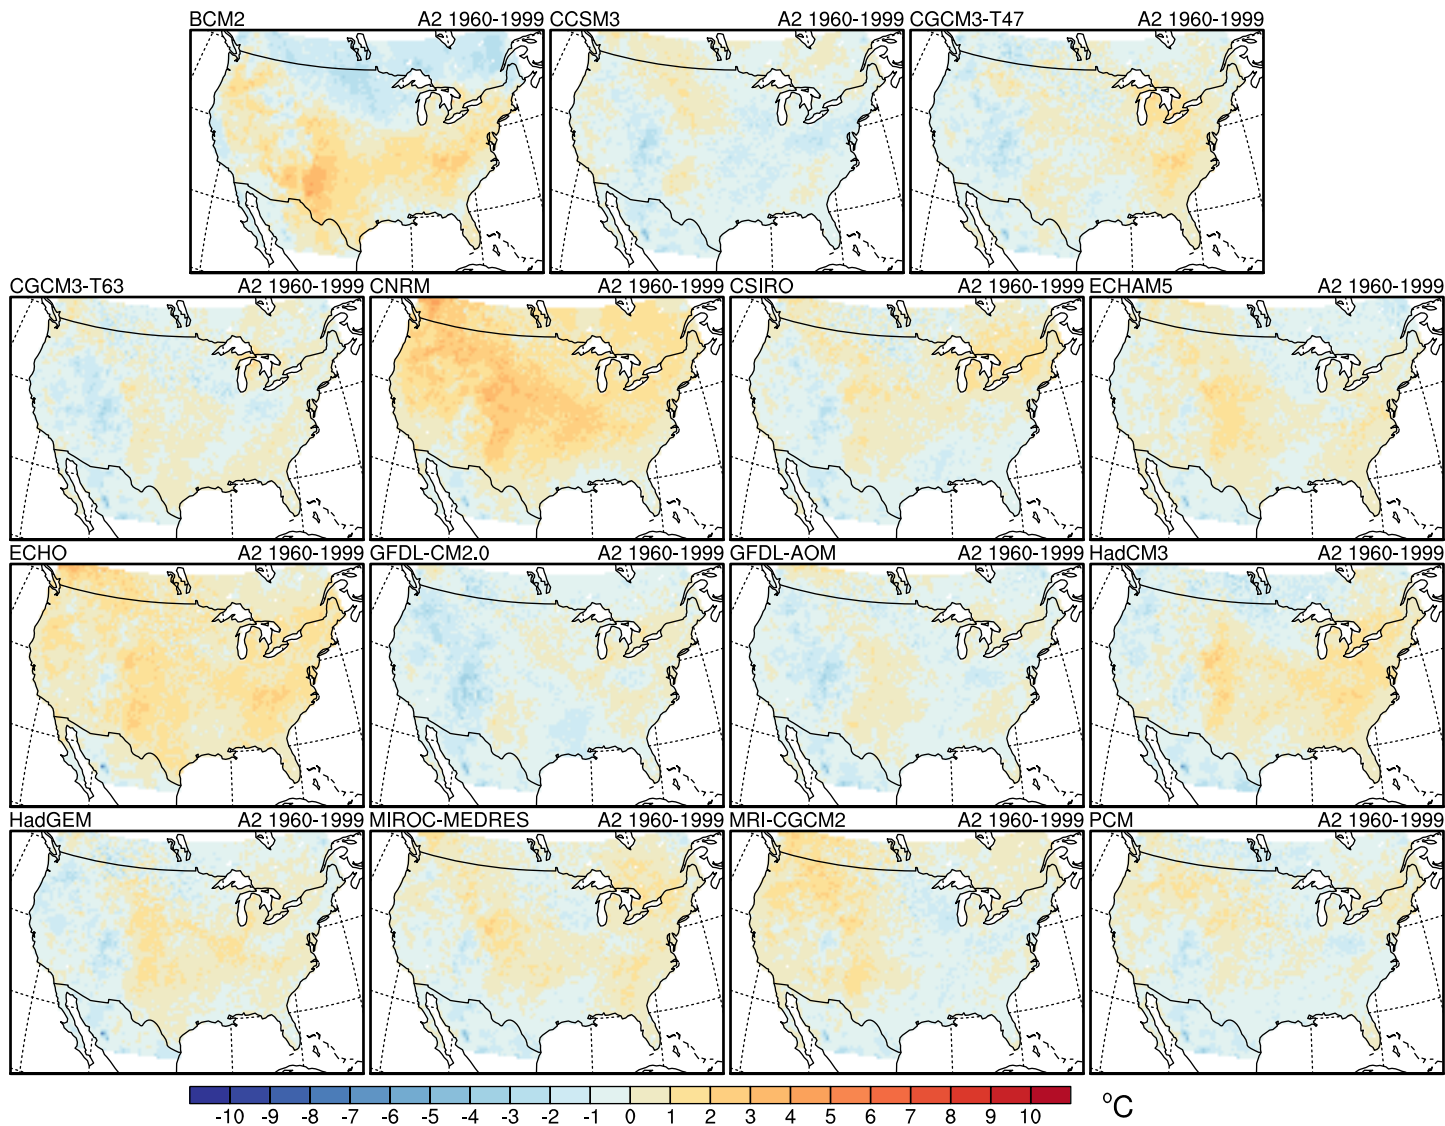 BCM2 A2 1960-1999 CCSM3 A2 1960-1999 CGCM3-T47 A2 1960-1999
CGCM3-T63 A2 1960-1999 CNRM A2 1960-1999 CSIRO A2 1960-1999 ECHAM5 A2 1960-1999
ECHO A2 1960-1999 GFDL-CM2.0 A2 1960-1999 GFDL-AOM A2 1960-1999 HadCM3 A2 1960-1999
HadGEM A2 1960-1999 MIROC-MEDRES A2 1960-1999 MRI-CGCM2 A2 1960-1999 PCM A2 1960-1999
-10 -9 -8 -7 -6 -5 -4 -3 -2 -1 0 1 2 3 4 5 6 7 8 9 10 °C